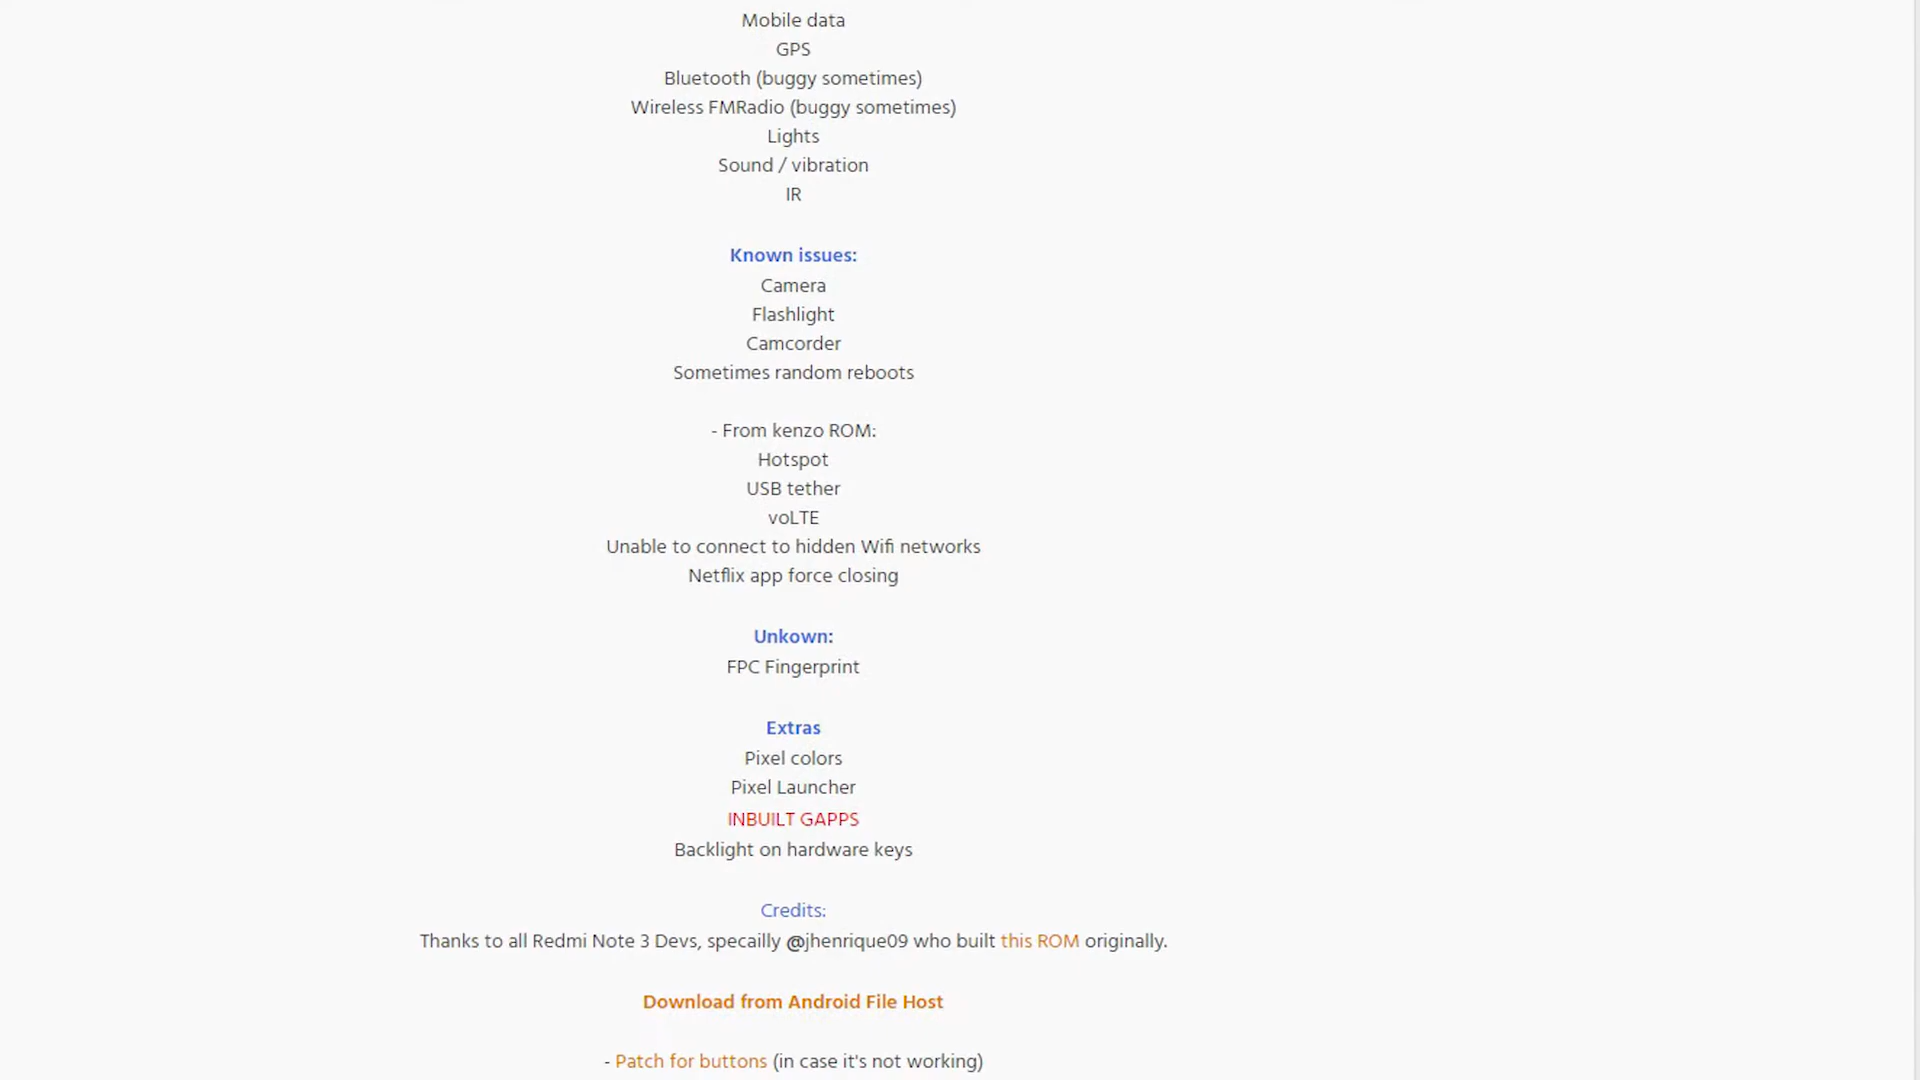 Mobile data
GPS
Bluetooth (buggy sometimes)
Wireless FMRadio (buggy sometimes)
Lights
Sound / vibration
IR
Known issues:
Camera
Flashlight
Camcorder
Sometimes random reboots
- From kenzo ROM:
Hotspot
USB tether
voLTE
Unable to connect to hidden Wifi networks
Netflix app force closing
Unkown:
FPC Fingerprint
Extras
Pixel colors
Pixel Launcher
INBUILT GAPPS
Backlight on hardware keys
Credits:
Thanks to all Redmi Note 3 Devs, specailly @jhenrique09 who built this ROM originally.
Download from Android File Host
- Patch for buttons (in case it's not working)